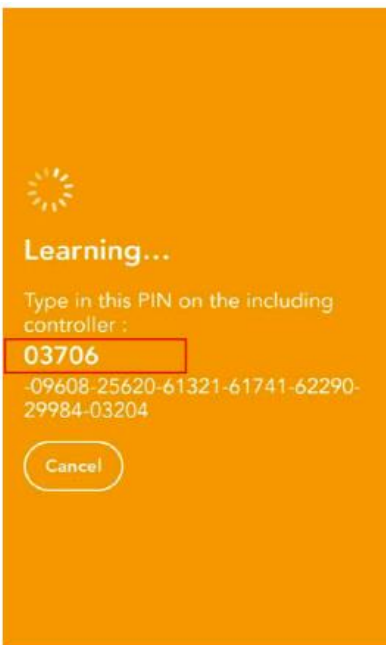 Learning...
Type in this PIN on the including
controller :
03706
-09608-25620-61321-61741-62290-
29984-03204
Cancel